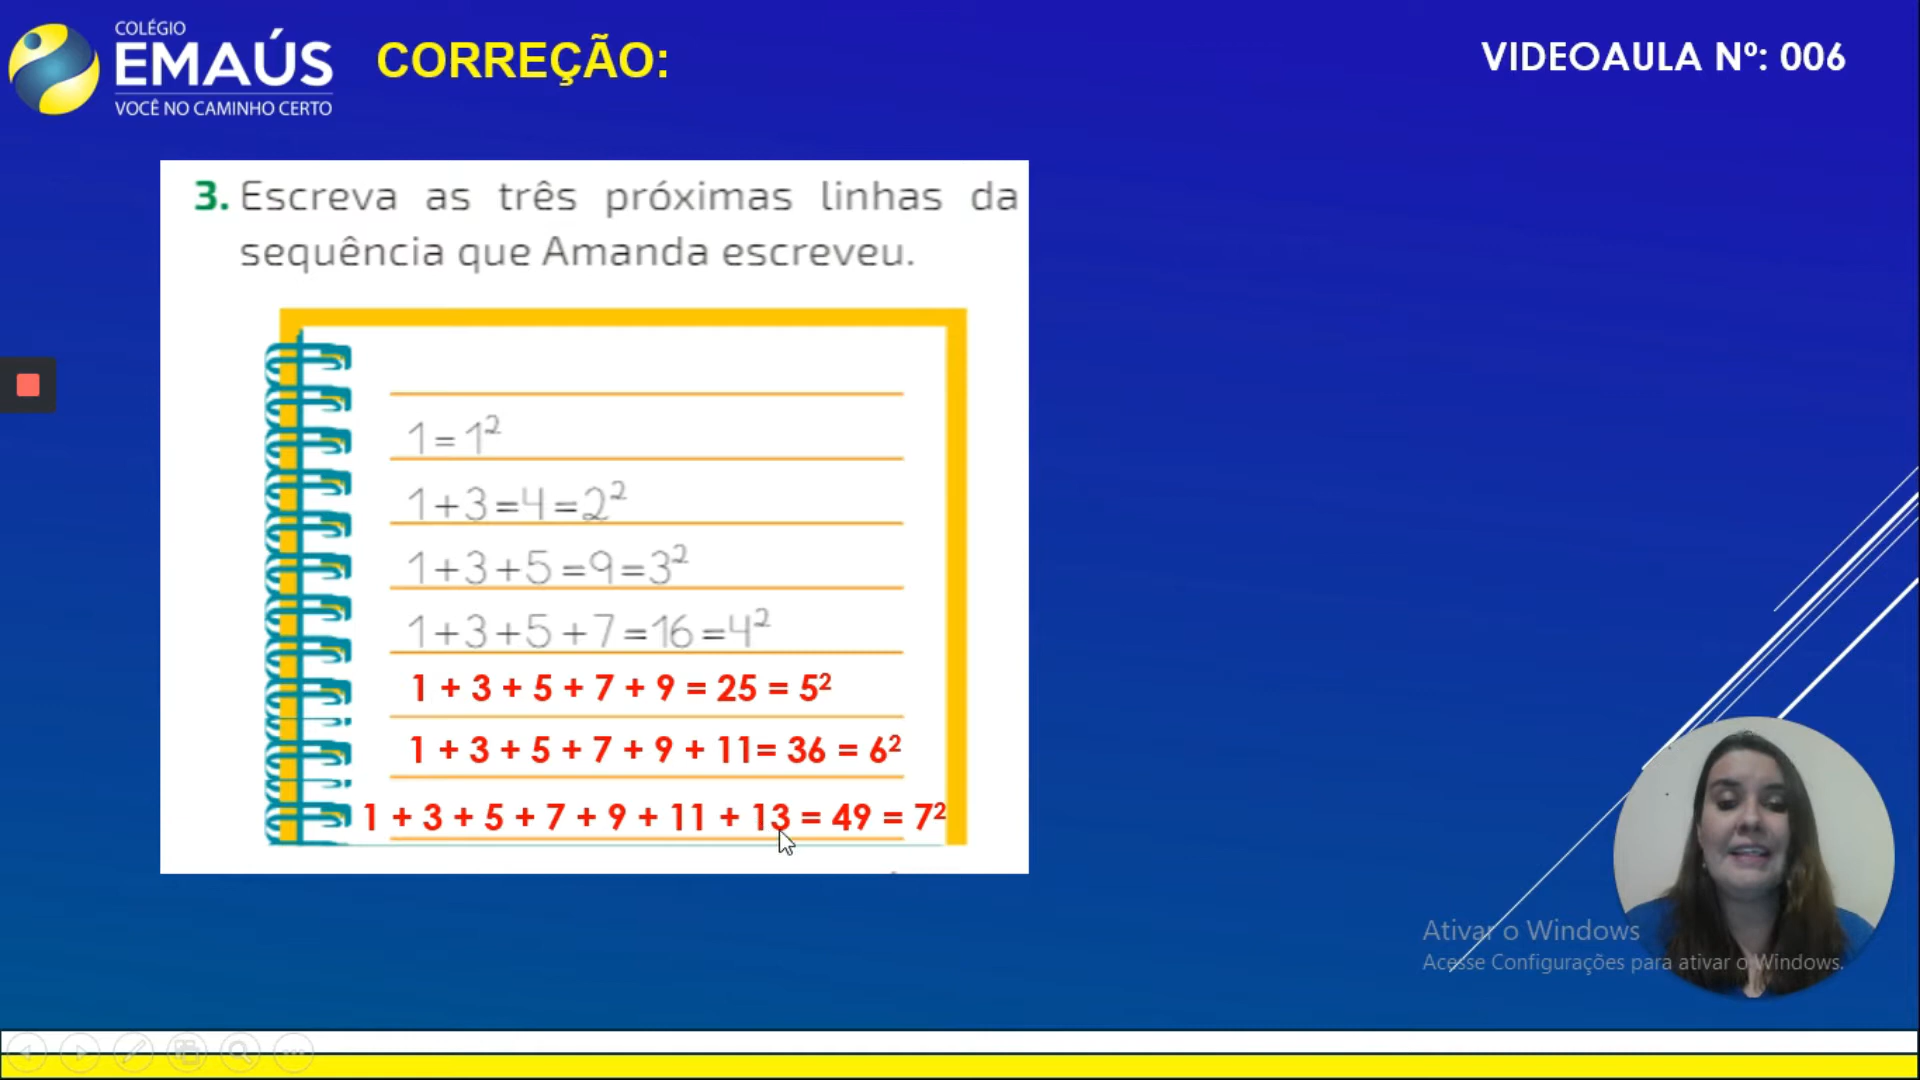 COLÉGIO
EMAÚS
VOCÊ NO CAMINHO CERTO
CORREÇÃO:
VIDEOAULA Nº: 006
3. Escreva as três próximas linhas da
sequência que Amanda escreveu.
1=1²
1+3=4=2²
1+3+5=9=3²
1+3+5+7=16=4²
1 + 3 + 5 + 7 + 9 = 25 = 5²
1 + 3 + 5 + 7 + 9 + 11= 36 = 6²
1 + 3 + 5 + 7 + 9 + 11 + 13 = 49 = 7²
Ativar o Windows
Acesse Configurações para ativar o Windows.